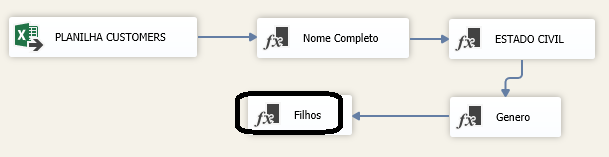 PLANILHA CUSTOMERS
Nome Completo
ESTADO CIVIL
Filhos
Genero